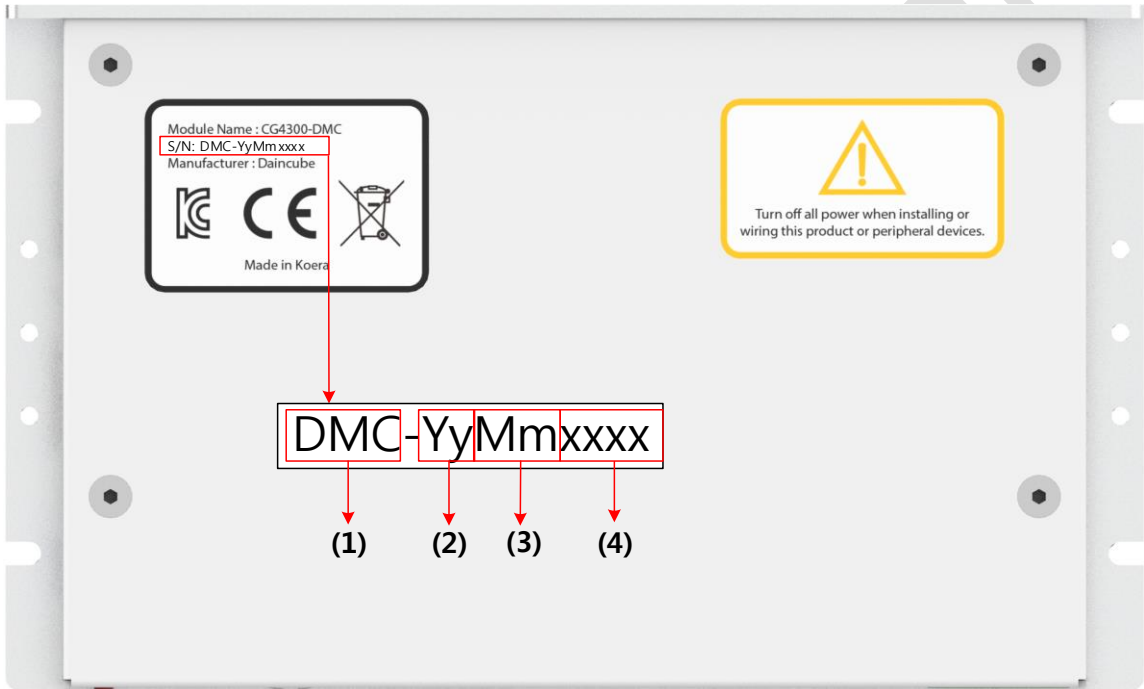 Module Name : CG4300-DMC
S/N: DMC-YyMmxxxx
Manufacturer : Daincube
CE
Made in Koera
Turn off all power when installing or
wiring this product or peripheral devices.
DMC-YyMmxxxx
(1) (2) (3) (4)